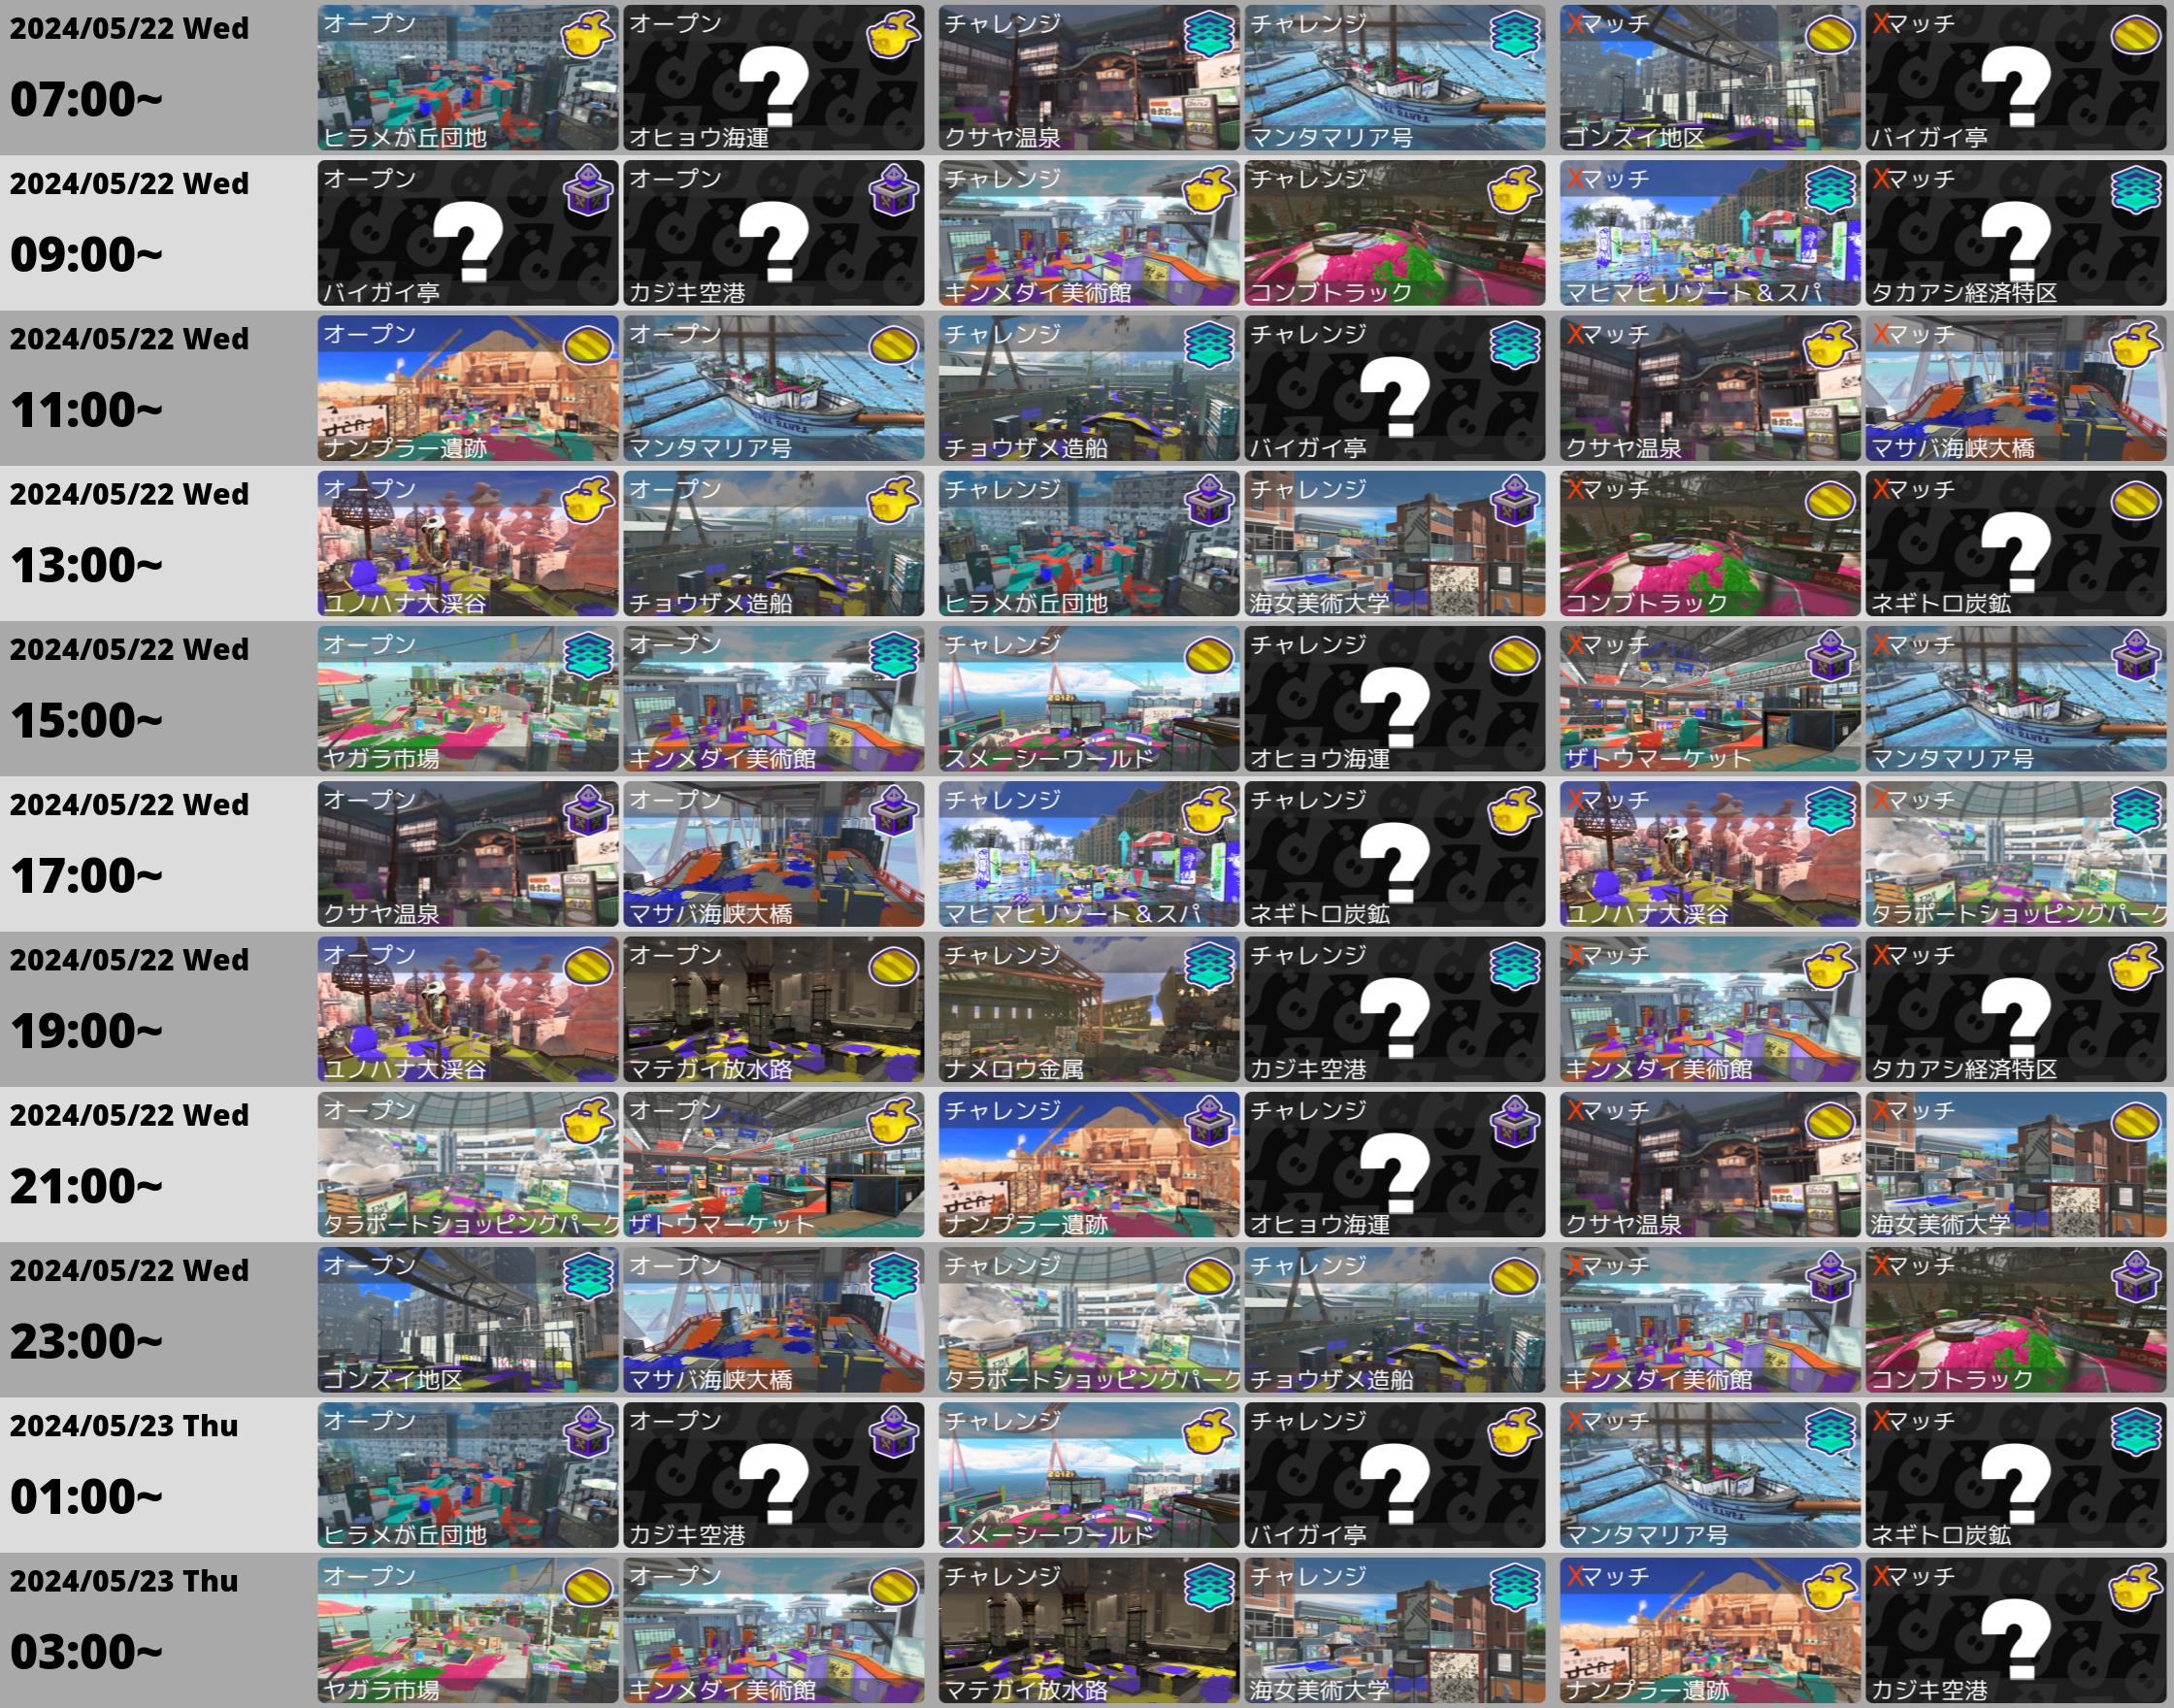 2024/05/22 Wed
07:00~
オープン
ヒラメが丘団地
オープン
オヒョウ海運
チャレンジ
クサヤ温泉
チャレンジ
マンタマリア号
Xマッチ
ゴンズイ地区
Xマッチ
バイガイ亭
2024/05/22 Wed
09:00~
オープン
バイガイ亭
オープン
カジキ空港
チャレンジ
キンメダイ美術館
チャレンジ
コンブトラック
Xマッチ
マヒマヒリゾート＆スパ
Xマッチ
タカアシ経済特区
2024/05/22 Wed
11:00~
オープン
ナンプラー遺跡
オープン
マンタマリア号
チャレンジ
チョウザメ造船
チャレンジ
バイガイ亭
Xマッチ
クサヤ温泉
Xマッチ
マサバ海峡大橋
2024/05/22 Wed
13:00~
オープン
ユノハナ大渓谷
オープン
チョウザメ造船
チャレンジ
ヒラメが丘団地
チャレンジ
海女美術大学
Xマッチ
コンブトラック
Xマッチ
ネギトロ炭鉱
2024/05/22 Wed
15:00~
オープン
ヤガラ市場
オープン
キンメダイ美術館
チャレンジ
スメーシーワールド
チャレンジ
オヒョウ海運
Xマッチ
ザトウマーケット
Xマッチ
マンタマリア号
2024/05/22 Wed
17:00~
オープン
クサヤ温泉
オープン
マサバ海峡大橋
チャレンジ
マヒマヒリゾート＆スパ
チャレンジ
ネギトロ炭鉱
Xマッチ
ユノハナ大渓谷
Xマッチ
タラポートショッピングパーク
2024/05/22 Wed
19:00~
オープン
ユノハナ大渓谷
オープン
マテガイ放水路
チャレンジ
ナメロウ金属
チャレンジ
カジキ空港
Xマッチ
キンメダイ美術館
Xマッチ
タカアシ経済特区
2024/05/22 Wed
21:00~
オープン
タラポートショッピングパーク
オープン
ザトウマーケット
チャレンジ
ナンプラー遺跡
チャレンジ
オヒョウ海運
Xマッチ
クサヤ温泉
Xマッチ
海女美術大学
2024/05/22 Wed
23:00~
オープン
ゴンズイ地区
オープン
マサバ海峡大橋
チャレンジ
タラポートショッピングパーク
チャレンジ
チョウザメ造船
Xマッチ
キンメダイ美術館
Xマッチ
コンブトラック
2024/05/23 Thu
01:00~
オープン
ヒラメが丘団地
オープン
カジキ空港
チャレンジ
スメーシーワールド
チャレンジ
バイガイ亭
Xマッチ
マンタマリア号
Xマッチ
ネギトロ炭鉱
2024/05/23 Thu
03:00~
オープン
ヤガラ市場
オープン
キンメダイ美術館
チャレンジ
マテガイ放水路
チャレンジ
海女美術大学
Xマッチ
ナンプラー遺跡
Xマッチ
カジキ空港